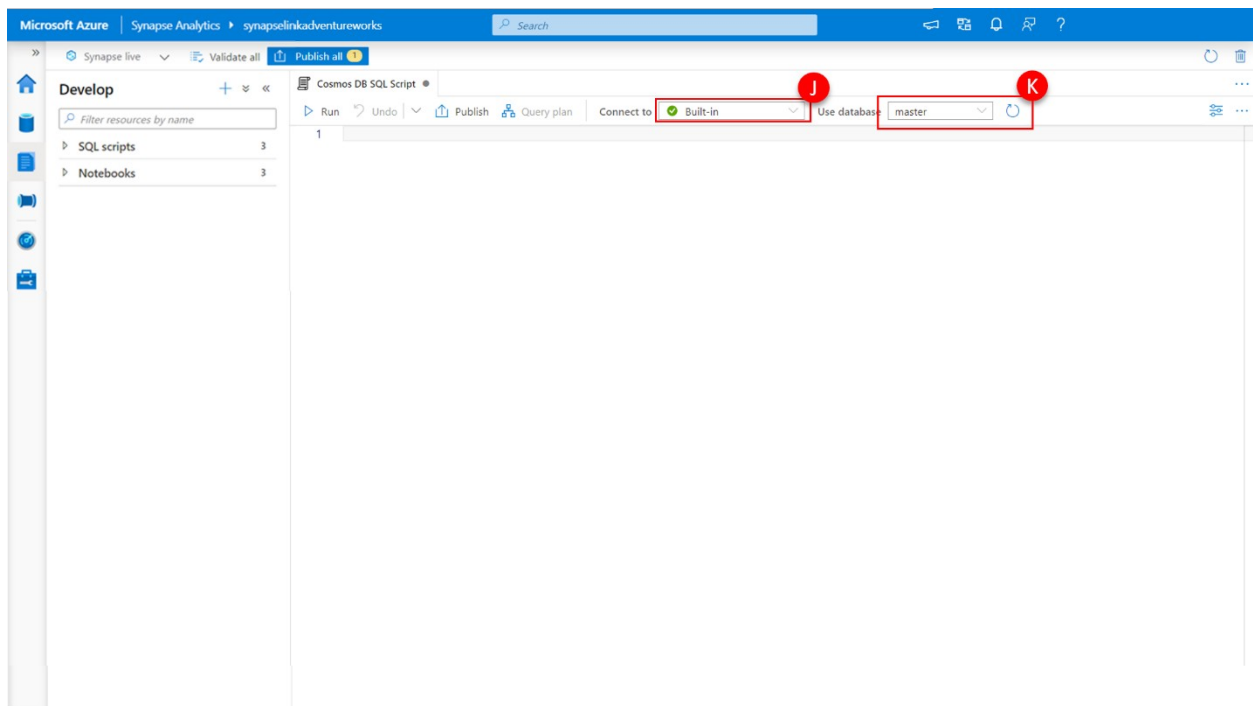 Microsoft Azure Synapse Analytics synapselinkadventureworks Search ?
Synapse live Validate all Publish all 1
Develop
Cosmos DB SQL Script
J
K
Filter resources by name
Run Undo Publish Query plan Connect to Built-in Use database master
1
SQL scripts 3
Notebooks 3